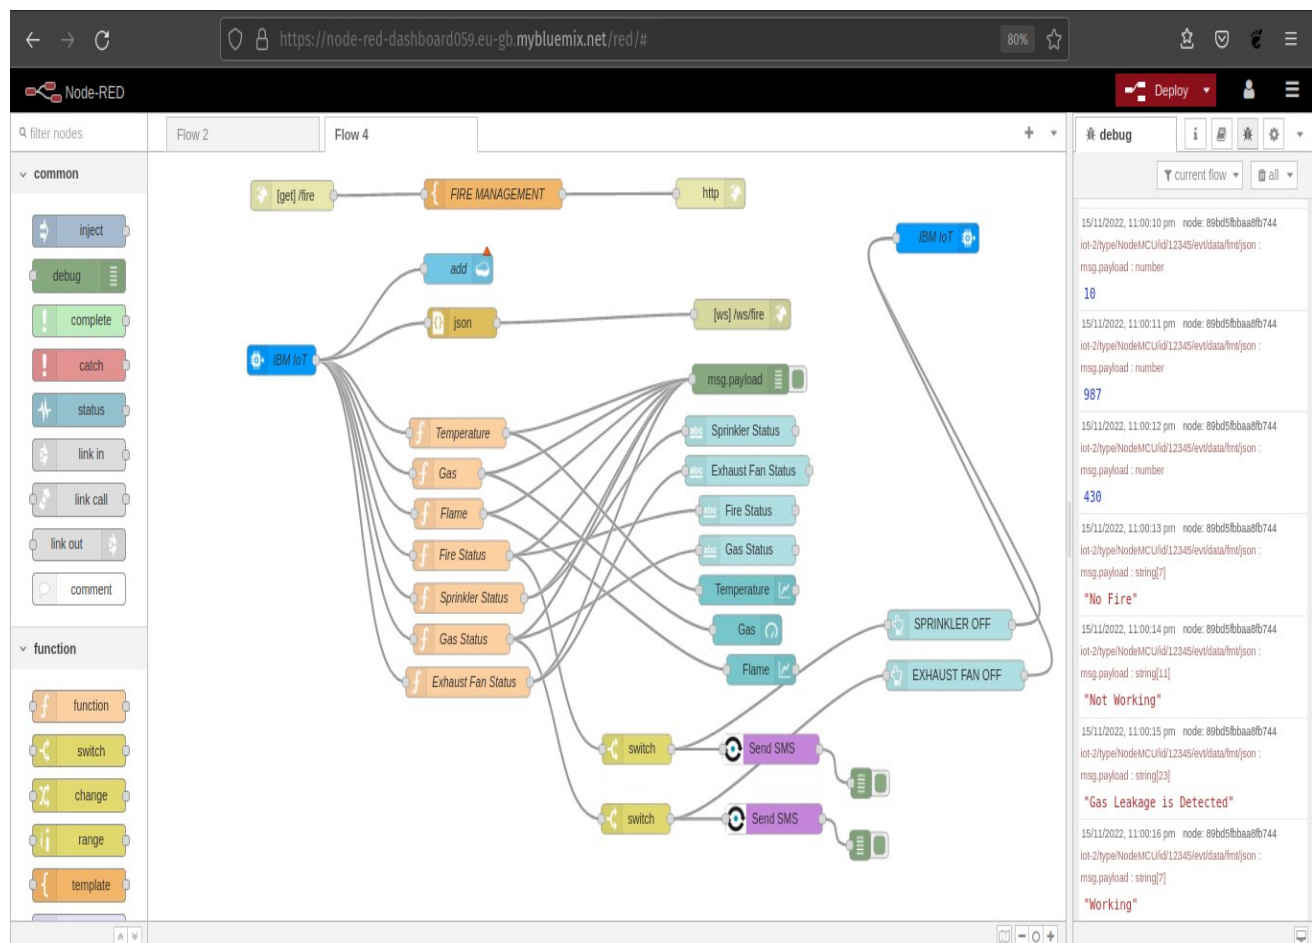 https://node-red-dashboard059.eu-gb.mybluemix.net/red/#
80%
Node-RED
Deploy
filter nodes
common
inject
debug
complete
catch
status
link in
link call
link out
comment
function
function
switch
change
range
template
Flow 2
Flow 4
[get] /fire
FIRE MANAGEMENT
http
IBM IoT
add
json
[ws] /ws/fire
IBM IoT
msg.payload
Temperature
Gas
Flame
Fire Status
Sprinkler Status
Gas Status
Exhaust Fan Status
abc Sprinkler Status
abc Exhaust Fan Status
abc Fire Status
abc Gas Status
Temperature
Gas
Flame
SPRINKLER OFF
EXHAUST FAN OFF
switch
Send SMS
switch
Send SMS
debug
i
current flow
all
15/11/2022, 11:00:10 pm node: 89bd5fbbaa8fb744
iot-2/type/NodeMCU/id/12345/evt/data/fmt/json :
msg.payload : number
10
15/11/2022, 11:00:11 pm node: 89bd5fbbaa8fb744
iot-2/type/NodeMCU/id/12345/evt/data/fmt/json :
msg.payload : number
987
15/11/2022, 11:00:12 pm node: 89bd5fbbaa8fb744
iot-2/type/NodeMCU/id/12345/evt/data/fmt/json :
msg.payload : number
430
15/11/2022, 11:00:13 pm node: 89bd5fbbaa8fb744
iot-2/type/NodeMCU/id/12345/evt/data/fmt/json :
msg.payload : string[7]
"No Fire"
15/11/2022, 11:00:14 pm node: 89bd5fbbaa8fb744
iot-2/type/NodeMCU/id/12345/evt/data/fmt/json :
msg.payload : string[11]
"Not Working"
15/11/2022, 11:00:15 pm node: 89bd5fbbaa8fb744
iot-2/type/NodeMCU/id/12345/evt/data/fmt/json :
msg.payload : string[23]
"Gas Leakage is Detected"
15/11/2022, 11:00:16 pm node: 89bd5fbbaa8fb744
iot-2/type/NodeMCU/id/12345/evt/data/fmt/json :
msg.payload : string[7]
"Working"